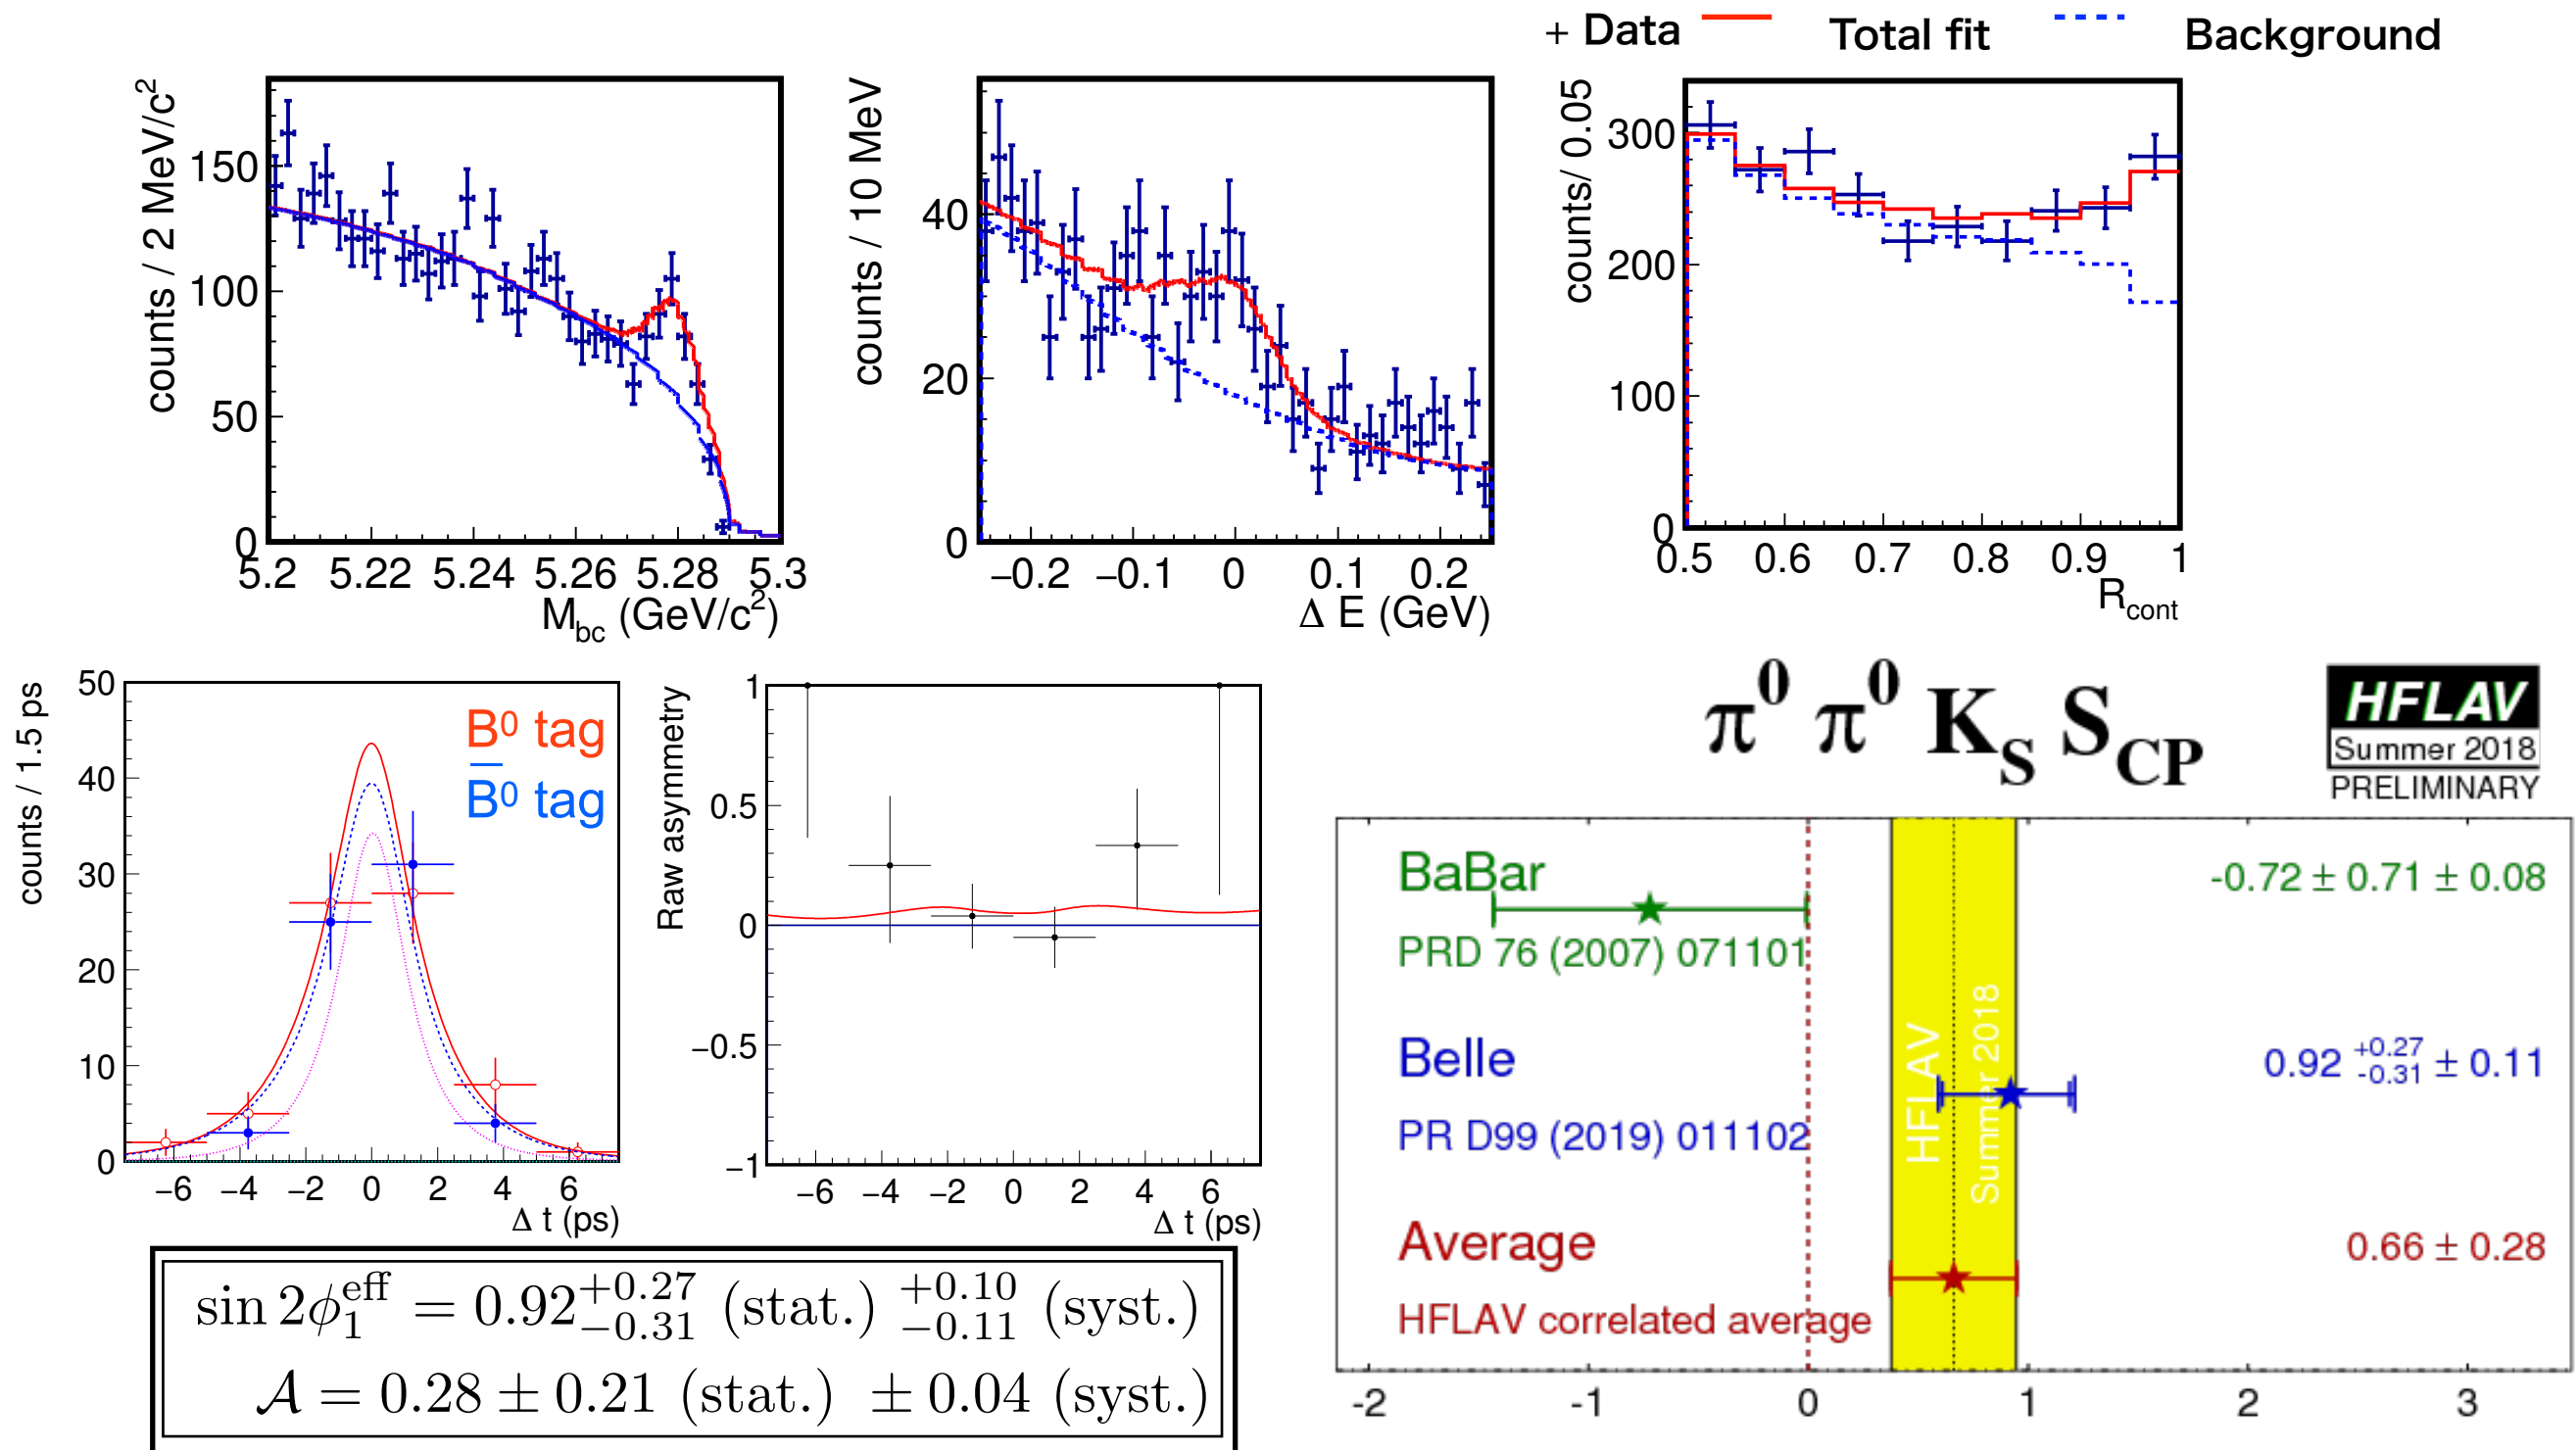 + Data Total fit Background
counts / 2 MeV/c²
150
100
50
0
5.2 5.22 5.24 5.26 5.28 5.3
M_bc (GeV/c²)
counts / 10 MeV
40
20
0
−0.2 −0.1 0 0.1 0.2
Δ E (GeV)
counts/ 0.05
300
200
100
0
0.5 0.6 0.7 0.8 0.9 1
R_cont
counts / 1.5 ps
50
40
30
20
10
0
B⁰ tag
B̅⁰ tag
−6 −4 −2 0 2 4 6
Δ t (ps)
Raw asymmetry
1
0.5
0
−0.5
−1
−6 −4 −2 0 2 4 6
Δ t (ps)
sin 2ϕ₁^eff = 0.92 +0.27 −0.31 (stat.) +0.10 −0.11 (syst.)
𝒜 = 0.28 ± 0.21 (stat.) ± 0.04 (syst.)
π⁰ π⁰ K_S S_CP
HFLAV
Summer 2018
PRELIMINARY
BaBar -0.72 ± 0.71 ± 0.08
PRD 76 (2007) 071101
Belle 0.92 +0.27 -0.31 ± 0.11
PR D99 (2019) 011102
Average 0.66 ± 0.28
HFLAV correlated average
HFLAV
Summer 2018
-2 -1 0 1 2 3